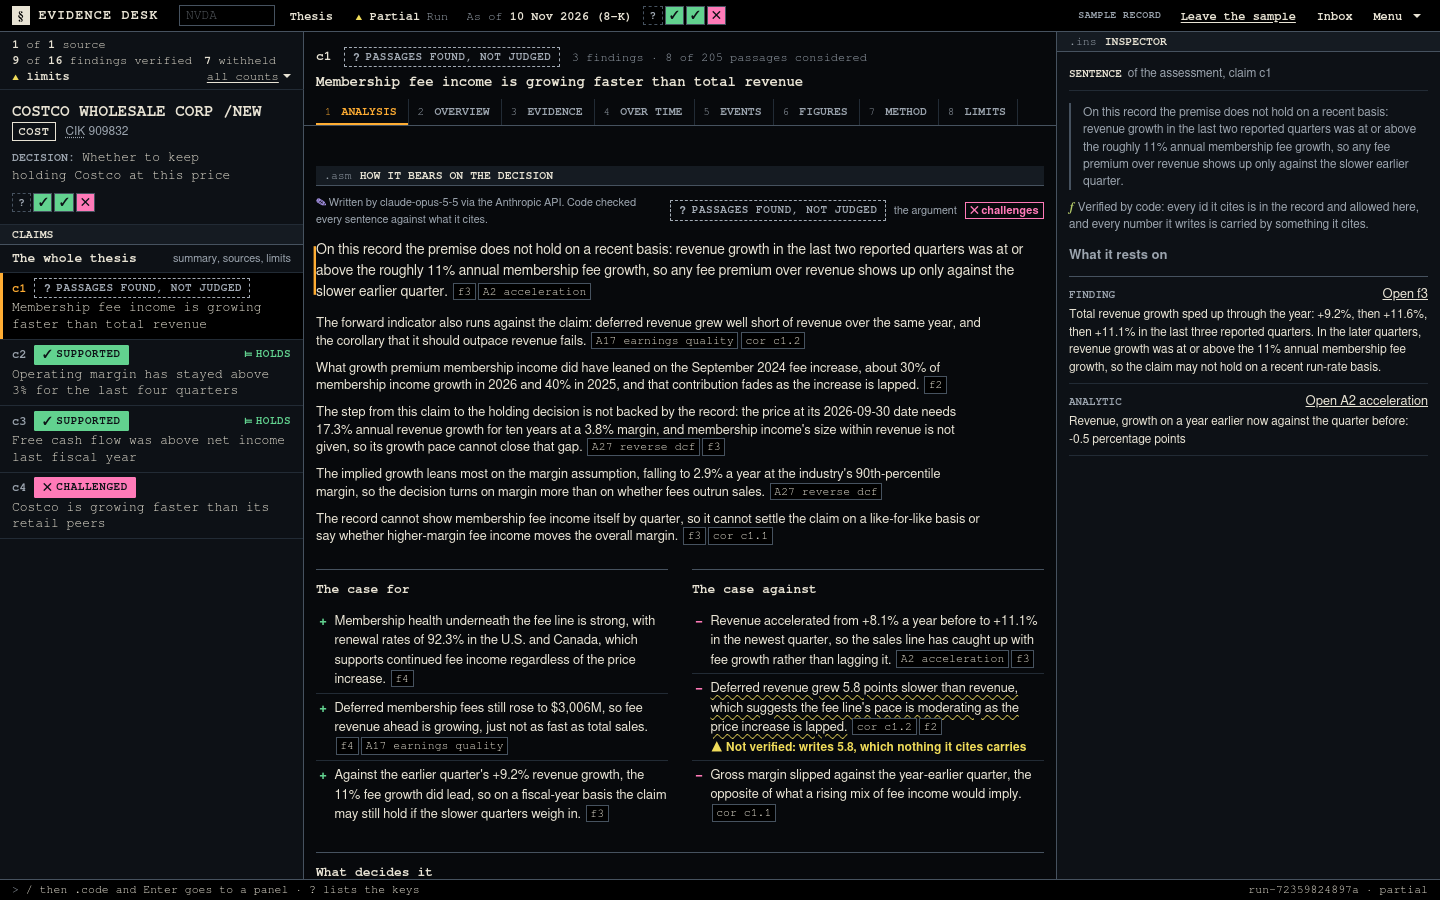 § EVIDENCE DESK NVDA Thesis ▲ Partial Run As of 10 Nov 2026 (8-K) ? ✓ ✓ ✕ SAMPLE RECORD Leave the sample Inbox Menu
1 of 1 source
9 of 16 findings verified 7 withheld
▲ limits all counts
COSTCO WHOLESALE CORP /NEW
COST CIK 909832
DECISION: Whether to keep
holding Costco at this price
? ✓ ✓ ✕
CLAIMS
The whole thesis summary, sources, limits
c1 ? PASSAGES FOUND, NOT JUDGED
Membership fee income is growing
faster than total revenue
c2 ✓ SUPPORTED ⊨ HOLDS
Operating margin has stayed above
3% for the last four quarters
c3 ✓ SUPPORTED ⊨ HOLDS
Free cash flow was above net income
last fiscal year
c4 ✕ CHALLENGED
Costco is growing faster than its
retail peers
c1 ? PASSAGES FOUND, NOT JUDGED 3 findings · 8 of 205 passages considered
Membership fee income is growing faster than total revenue
1 ANALYSIS 2 OVERVIEW 3 EVIDENCE 4 OVER TIME 5 EVENTS 6 FIGURES 7 METHOD 8 LIMITS
.asm HOW IT BEARS ON THE DECISION
✎ Written by claude-opus-5-5 via the Anthropic API. Code checked
every sentence against what it cites.
? PASSAGES FOUND, NOT JUDGED the argument ✕ challenges
On this record the premise does not hold on a recent basis: revenue growth in the last two reported quarters was at or
above the roughly 11% annual membership fee growth, so any fee premium over revenue shows up only against the
slower earlier quarter. f3 A2 acceleration
The forward indicator also runs against the claim: deferred revenue grew well short of revenue over the same year, and
the corollary that it should outpace revenue fails. A17 earnings quality cor c1.2
What growth premium membership income did have leaned on the September 2024 fee increase, about 30% of
membership income growth in 2026 and 40% in 2025, and that contribution fades as the increase is lapped. f2
The step from this claim to the holding decision is not backed by the record: the price at its 2026-09-30 date needs
17.3% annual revenue growth for ten years at a 3.8% margin, and membership income's size within revenue is not
given, so its growth pace cannot close that gap. A27 reverse dcf f3
The implied growth leans most on the margin assumption, falling to 2.9% a year at the industry's 90th-percentile
margin, so the decision turns on margin more than on whether fees outrun sales. A27 reverse dcf
The record cannot show membership fee income itself by quarter, so it cannot settle the claim on a like-for-like basis or
say whether higher-margin fee income moves the overall margin. f3 cor c1.1
The case for
+ Membership health underneath the fee line is strong, with
renewal rates of 92.3% in the U.S. and Canada, which
supports continued fee income regardless of the price
increase. f4
+ Deferred membership fees still rose to $3,006M, so fee
revenue ahead is growing, just not as fast as total sales.
f4 A17 earnings quality
+ Against the earlier quarter's +9.2% revenue growth, the
11% fee growth did lead, so on a fiscal-year basis the claim
may still hold if the slower quarters weigh in. f3
The case against
− Revenue accelerated from +8.1% a year before to +11.1%
in the newest quarter, so the sales line has caught up with
fee growth rather than lagging it. A2 acceleration f3
− Deferred revenue grew 5.8 points slower than revenue,
which suggests the fee line's pace is moderating as the
price increase is lapped. cor c1.2 f2
▲ Not verified: writes 5.8, which nothing it cites carries
− Gross margin slipped against the year-earlier quarter, the
opposite of what a rising mix of fee income would imply.
cor c1.1
What decides it
.ins INSPECTOR
SENTENCE of the assessment, claim c1
On this record the premise does not hold on a recent basis:
revenue growth in the last two reported quarters was at or above
the roughly 11% annual membership fee growth, so any fee
premium over revenue shows up only against the slower earlier
quarter.
ƒ Verified by code: every id it cites is in the record and allowed here,
and every number it writes is carried by something it cites.
What it rests on
FINDING Open f3
Total revenue growth sped up through the year: +9.2%, then +11.6%,
then +11.1% in the last three reported quarters. In the later quarters,
revenue growth was at or above the 11% annual membership fee
growth, so the claim may not hold on a recent run-rate basis.
ANALYTIC Open A2 acceleration
Revenue, growth on a year earlier now against the quarter before:
-0.5 percentage points
> / then .code and Enter goes to a panel · ? lists the keys run-72359824897a · partial